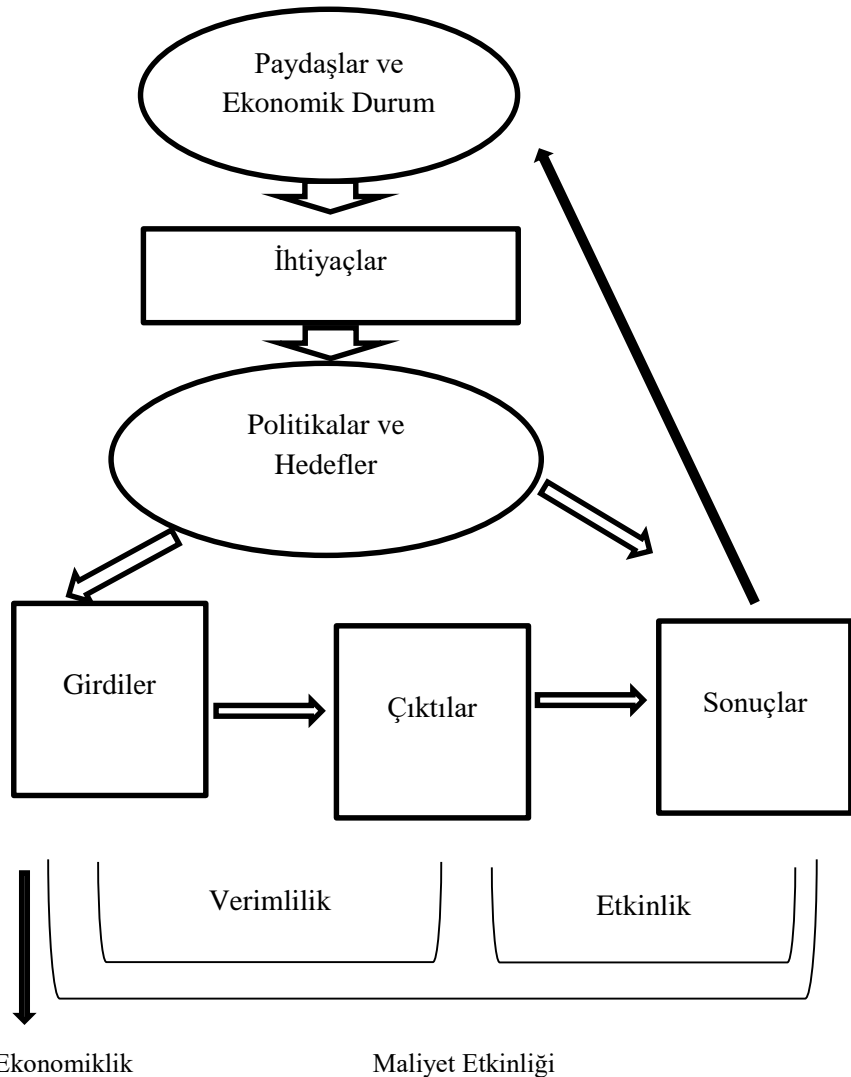 Paydaşlar ve
Ekonomik Durum
İhtiyaçlar
Politikalar ve
Hedefler
Girdiler
Çıktılar
Sonuçlar
Verimlilik
Etkinlik
Ekonomiklik
Maliyet Etkinliği